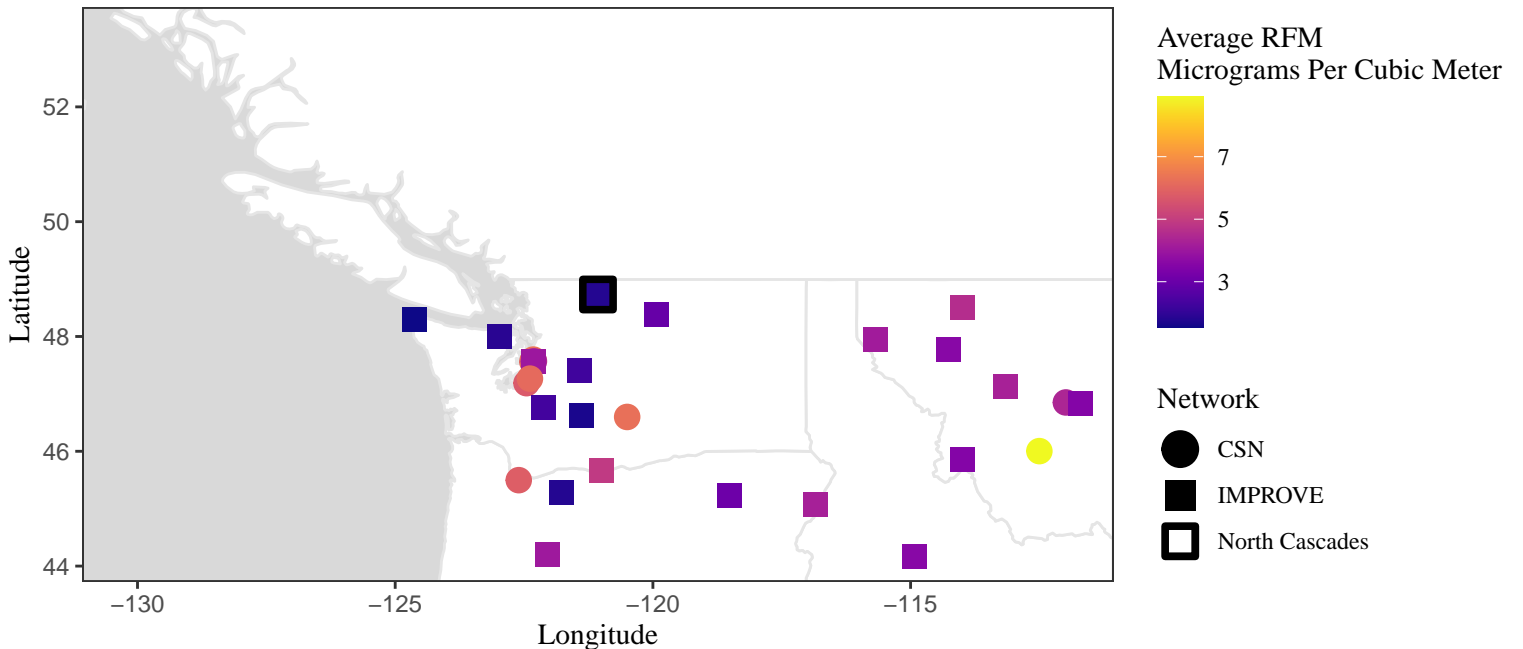 52
50
48
46
44
Latitude
−130
−125
−120
−115
Longitude
Average RFM
Micrograms Per Cubic Meter
7
5
3
Network
CSN
IMPROVE
North Cascades